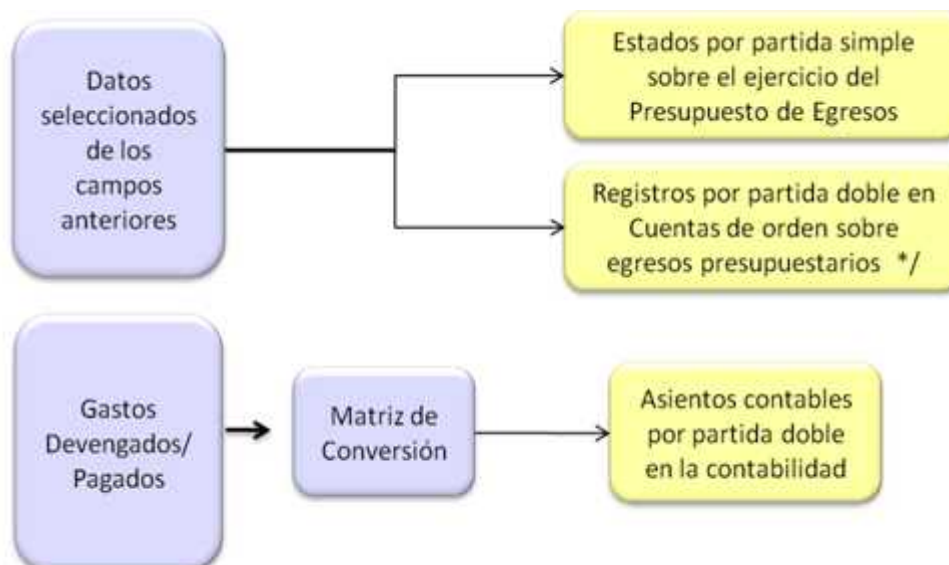 Datos
seleccionados
de los
campos
anteriores
Estados por partida simple
sobre el ejercicio del
Presupuesto de Egresos
Registros por partida doble en
Cuentas de orden sobre
egresos presupuestarios */
Gastos
Devengados/
Pagados
Matriz de
Conversión
Asientos contables
por partida doble
en la contabilidad